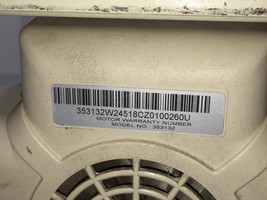 353132W24518CZ0100260U
MOTOR WARRANTY NUMBER
MODEL NO : 353132